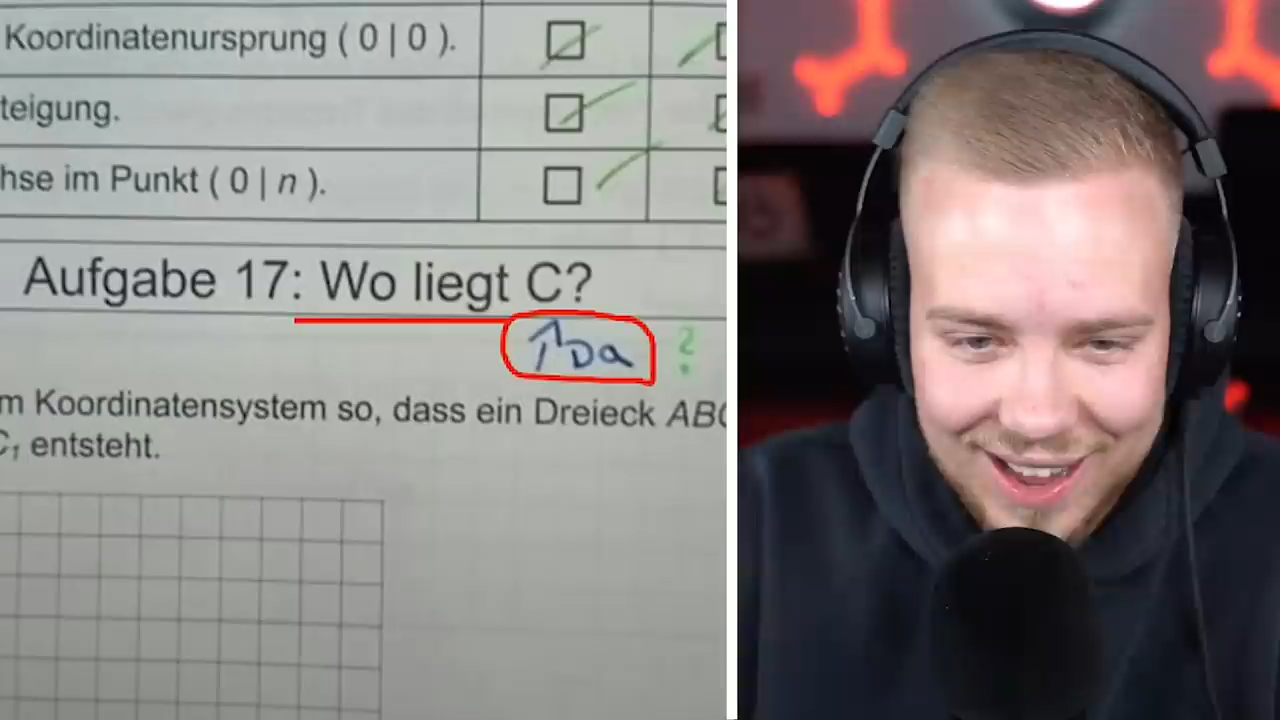 Koordinatenursprung ( 0 | 0 ).
teigung.
hse im Punkt ( 0 | n ).
Aufgabe 17: Wo liegt C?
↑Da ?
m Koordinatensystem so, dass ein Dreieck ABC
C₁ entsteht.